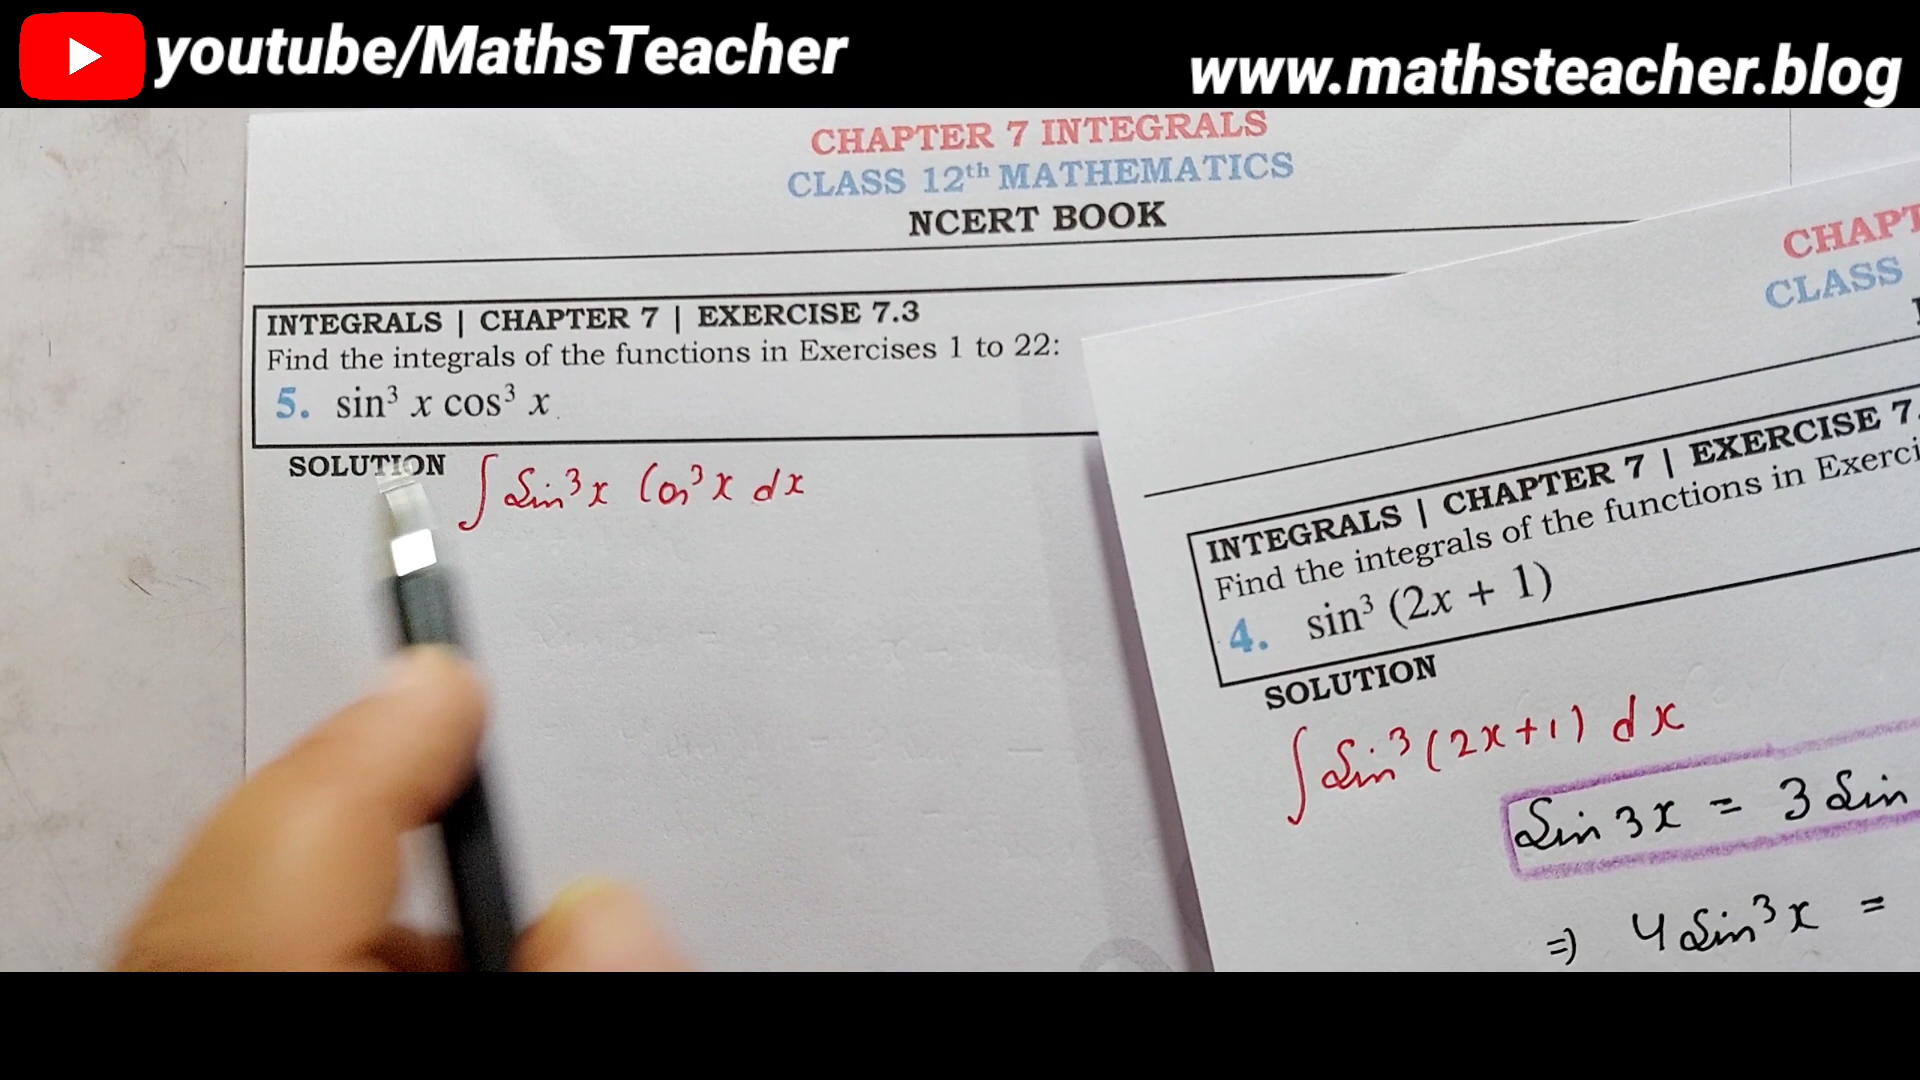 youtube/MathsTeacher
www.mathsteacher.blog
CHAPTER 7 INTEGRALS
CLASS 12th MATHEMATICS
NCERT BOOK
INTEGRALS | CHAPTER 7 | EXERCISE 7.3
Find the integrals of the functions in Exercises 1 to 22:
5. sin³ x cos³ x
SOLUTION
∫ Sin³x Cos³x dx
CHAPT
CLASS
INTEGRALS | CHAPTER 7 | EXERCISE 7.
Find the integrals of the functions in Exerci
4. sin³ (2x + 1)
SOLUTION
∫ Sin³(2x+1) dx
Sin 3x = 3 Sin
⇒ 4 Sin³x =